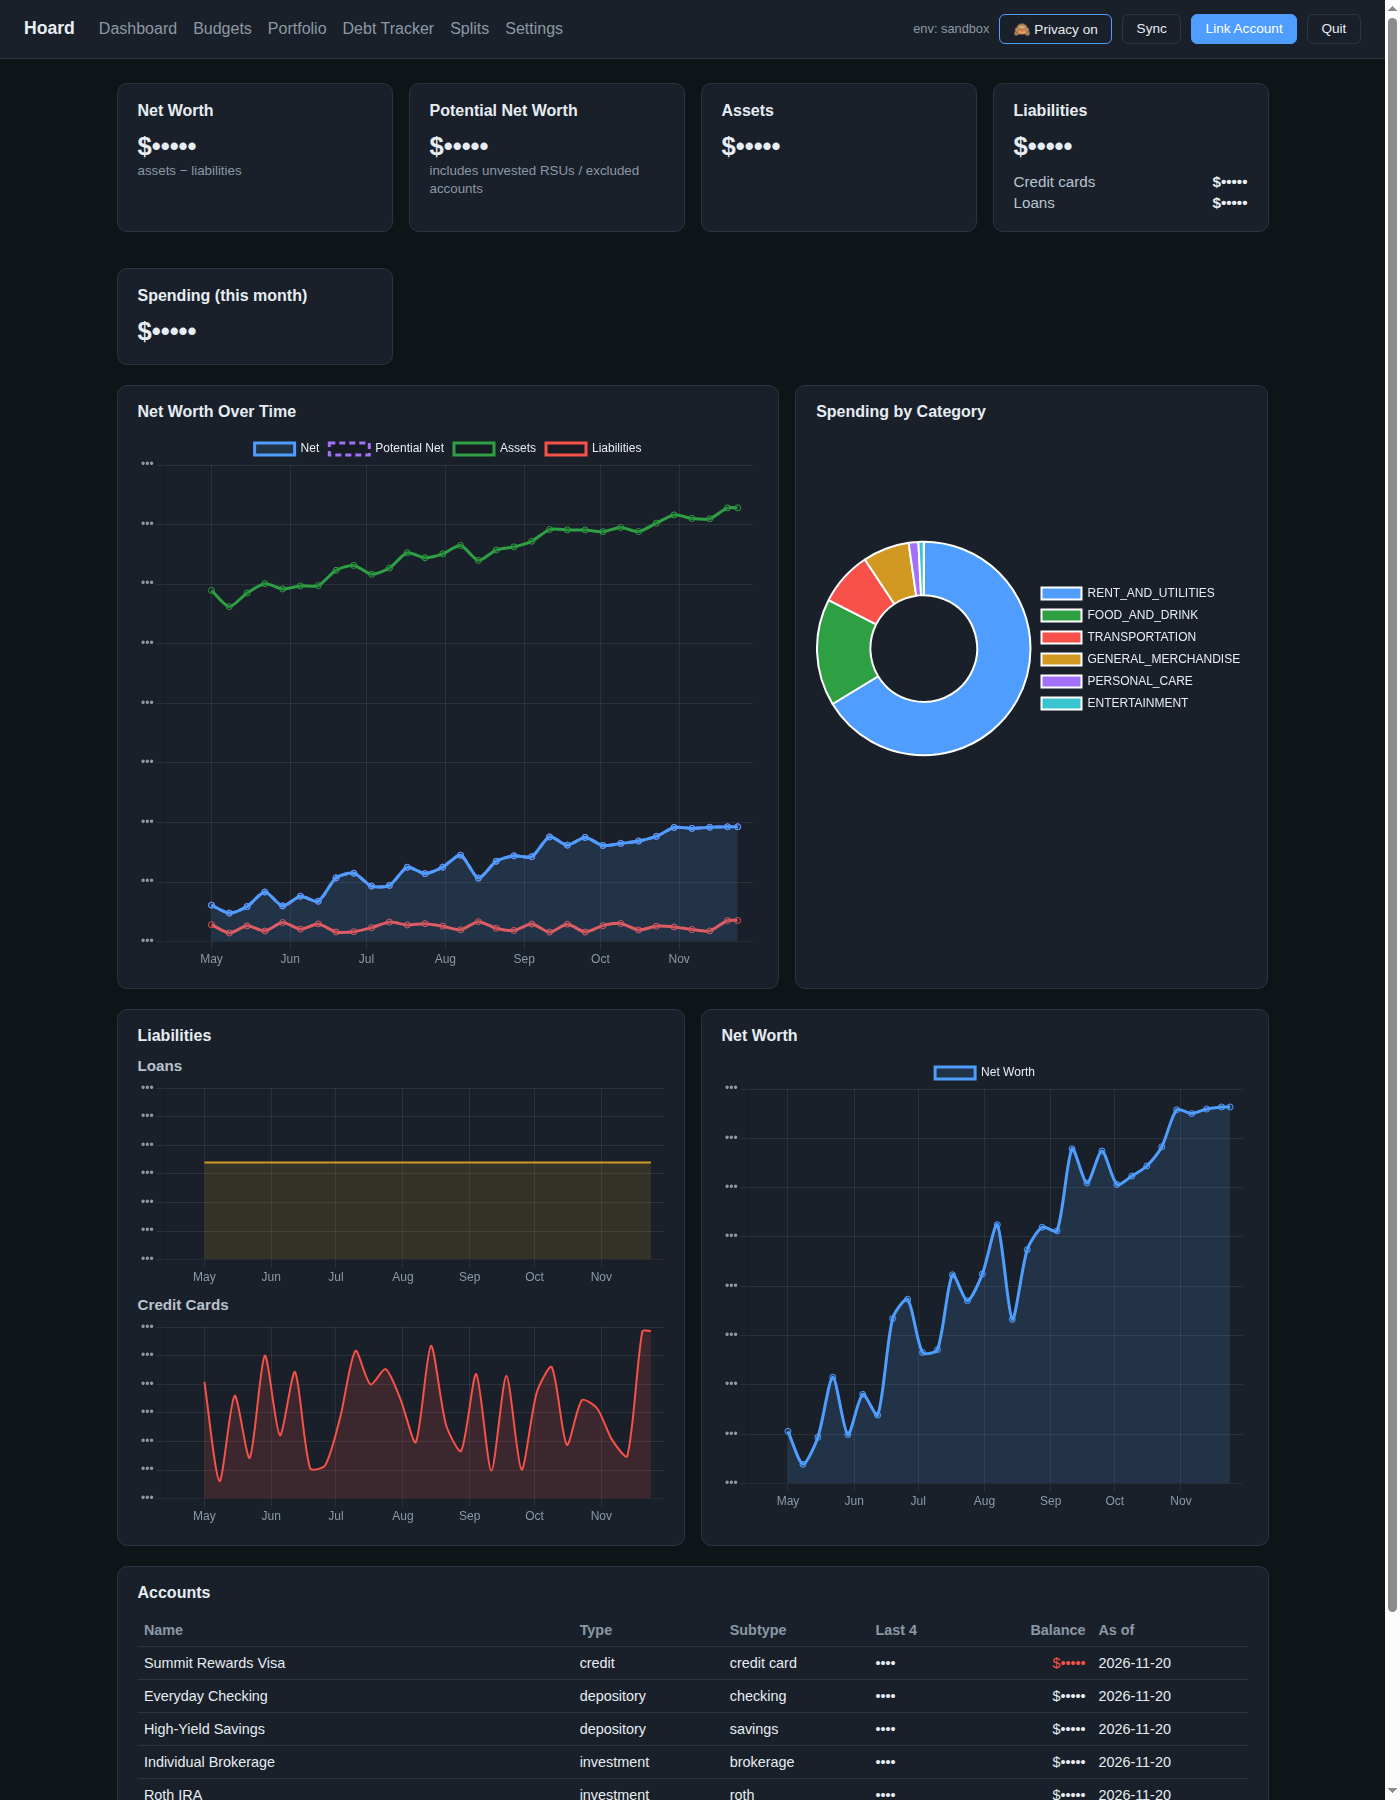 Hoard Dashboard Budgets Portfolio Debt Tracker Splits Settings env: sandbox 🙈 Privacy on Sync Link Account Quit
Net Worth
$•••••
assets − liabilities
Potential Net Worth
$•••••
includes unvested RSUs / excluded
accounts
Assets
$•••••
Liabilities
$•••••
Credit cards $•••••
Loans $•••••
Spending (this month)
$•••••
Net Worth Over Time
Net Potential Net Assets Liabilities
•••
•••
•••
•••
•••
•••
•••
•••
•••
May Jun Jul Aug Sep Oct Nov
Spending by Category
RENT_AND_UTILITIES
FOOD_AND_DRINK
TRANSPORTATION
GENERAL_MERCHANDISE
PERSONAL_CARE
ENTERTAINMENT
Liabilities
Loans
•••
•••
•••
•••
•••
•••
•••
May Jun Jul Aug Sep Oct Nov
Credit Cards
•••
•••
•••
•••
•••
•••
•••
May Jun Jul Aug Sep Oct Nov
Net Worth
Net Worth
•••
•••
•••
•••
•••
•••
•••
•••
•••
May Jun Jul Aug Sep Oct Nov
Accounts
Name Type Subtype Last 4 Balance As of
Summit Rewards Visa credit credit card •••• $••••• 2026-11-20
Everyday Checking depository checking •••• $••••• 2026-11-20
High-Yield Savings depository savings •••• $••••• 2026-11-20
Individual Brokerage investment brokerage •••• $••••• 2026-11-20
Roth IRA investment roth •••• $••••• 2026-11-20